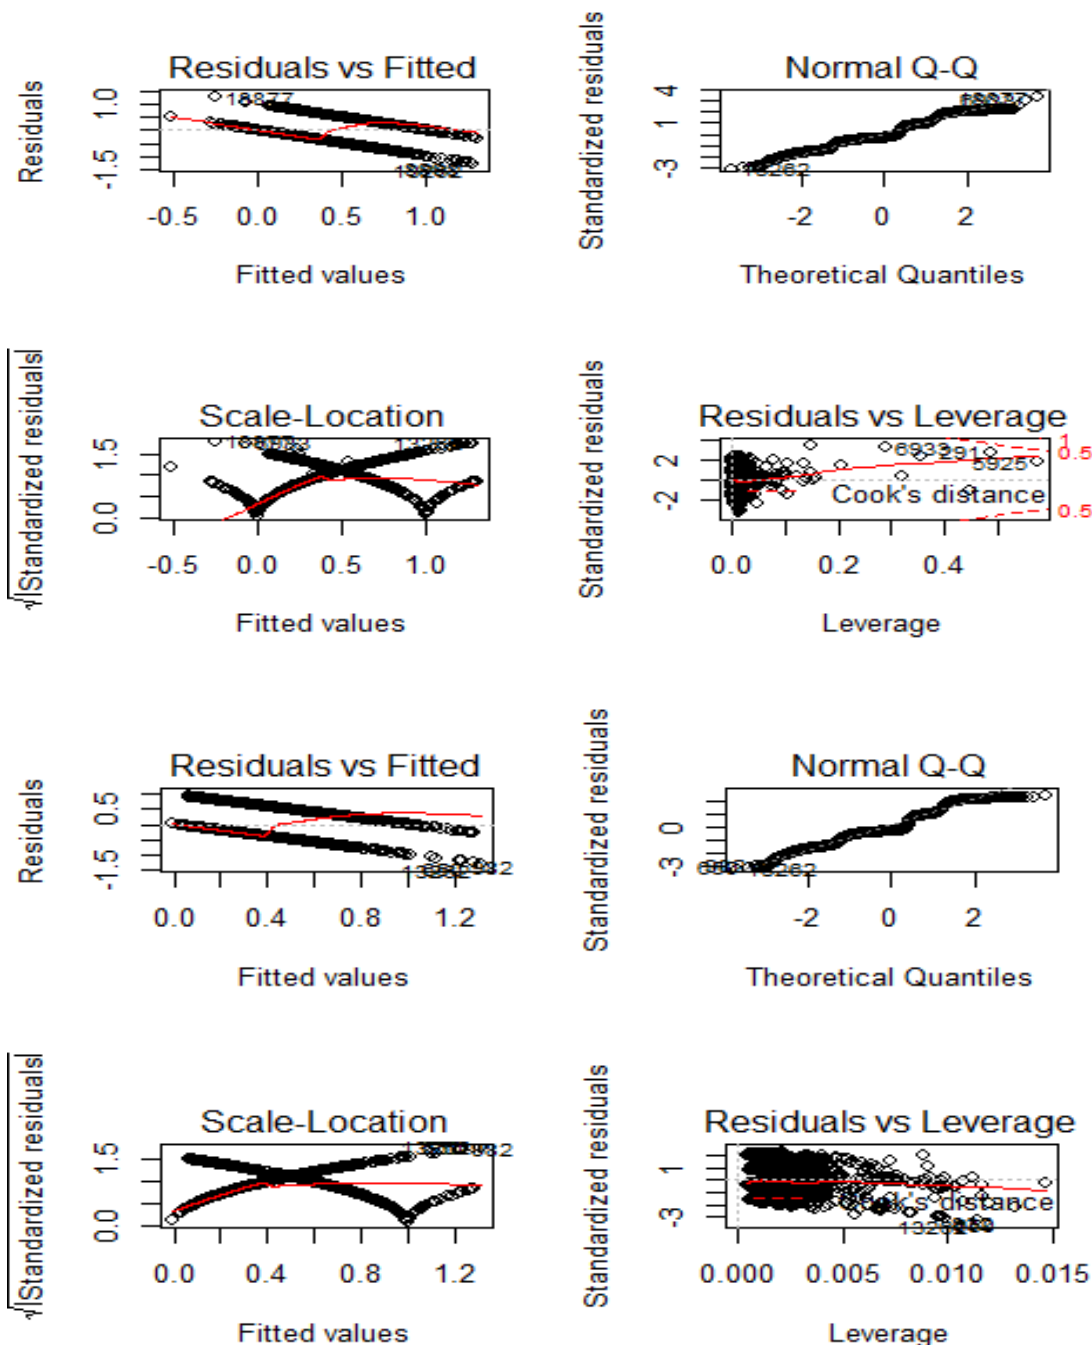 Residuals vs Fitted
Residuals
1.0
-1.5
18877
-0.5 0.0 0.5 1.0
Fitted values
Normal Q-Q
Standardized residuals
4
1
-3
13262
-2 0 2
Theoretical Quantiles
Scale-Location
√|Standardized residuals|
1.5
0.0
-0.5 0.0 0.5 1.0
Fitted values
Residuals vs Leverage
Standardized residuals
2
-2
6933
291
5925
Cook's distance
1
0.5
0.5
0.0 0.2 0.4
Leverage
Residuals vs Fitted
Residuals
0.5
-1.5
0.0 0.4 0.8 1.2
Fitted values
Normal Q-Q
Standardized residuals
0
-3
13262
-2 0 2
Theoretical Quantiles
Scale-Location
√|Standardized residuals|
1.5
0.0
0.0 0.4 0.8 1.2
Fitted values
Residuals vs Leverage
Standardized residuals
1
-3
Cook's distance
0.000 0.005 0.010 0.015
Leverage